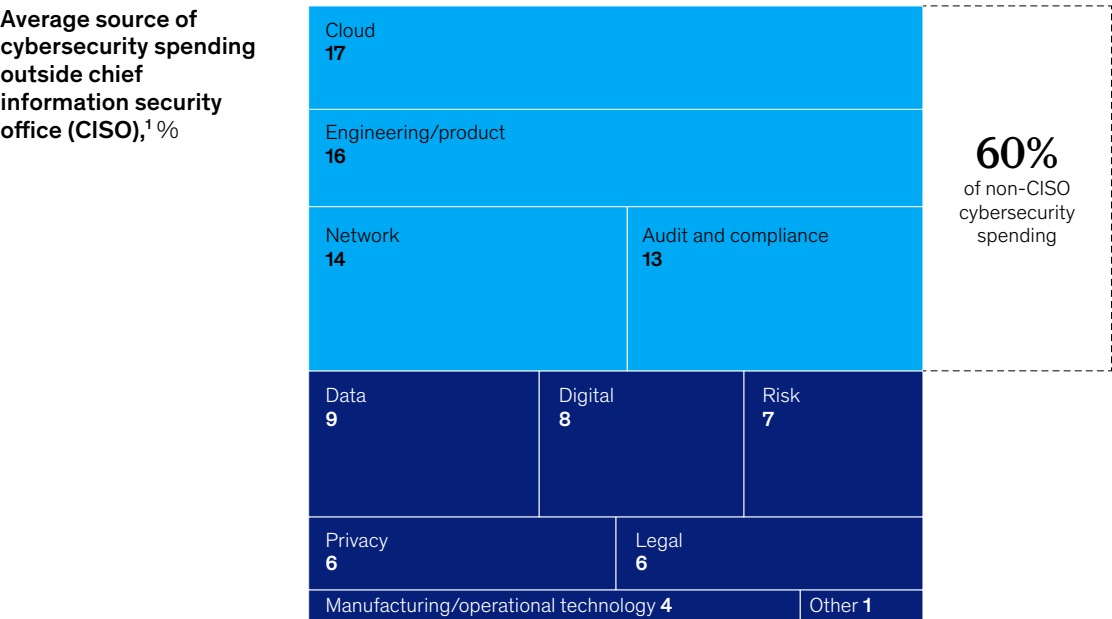 Average source of
cybersecurity spending
outside chief
information security
office (CISO),¹ %
Cloud
17
Engineering/product
16
Network
14
Audit and compliance
13
60%
of non-CISO
cybersecurity
spending
Data
9
Digital
8
Risk
7
Privacy
6
Legal
6
Manufacturing/operational technology 4
Other 1